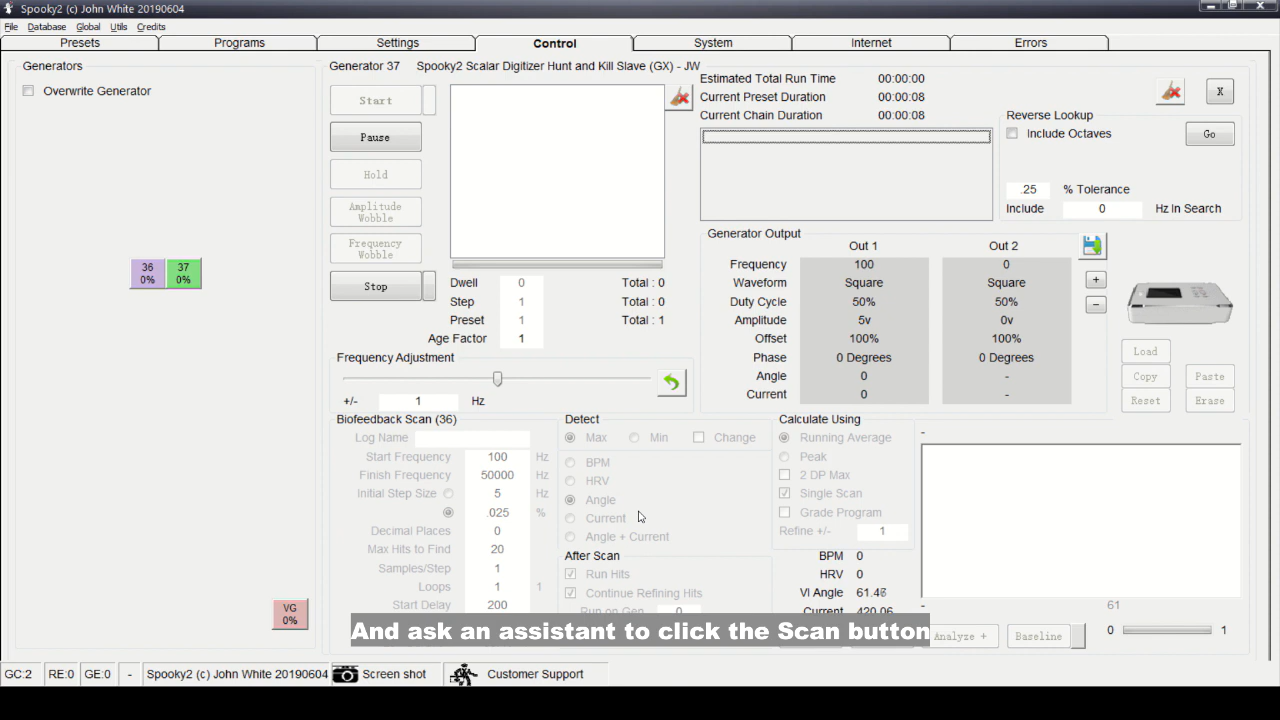 Spooky2 (c) John White 20190604
File Database Global Utils Credits
Presets Programs Settings Control System Internet Errors
Generators
Overwrite Generator
36
0%
37
0%
VG
0%
Generator 37 Spooky2 Scalar Digitizer Hunt and Kill Slave (GX) - JW
Start
Pause
Hold
Amplitude
Wobble
Frequency
Wobble
Stop
Dwell 0 Total : 0
Step 1 Total : 0
Preset 1 Total : 1
Age Factor 1
Estimated Total Run Time 00:00:00
Current Preset Duration 00:00:08
Current Chain Duration 00:00:08
X
Reverse Lookup
Include Octaves Go
.25 % Tolerance
Include 0 Hz In Search
Generator Output
Out 1 Out 2
Frequency 100 0
Waveform Square Square
Duty Cycle 50% 50%
Amplitude 5v 0v
Offset 100% 100%
Phase 0 Degrees 0 Degrees
Angle 0 -
Current 0 -
+
-
Load
Copy Paste
Reset Erase
Frequency Adjustment
+/- 1 Hz
Biofeedback Scan (36)
Log Name
Start Frequency 100 Hz
Finish Frequency 50000 Hz
Initial Step Size 5 Hz
.025 %
Decimal Places 0
Max Hits to Find 20
Samples/Step 1
Loops 1 1
Start Delay 200
Detect
Max Min Change
BPM
HRV
Angle
Current
Angle + Current
After Scan
Run Hits
Continue Refining Hits
Run on Gen 0
Calculate Using
Running Average
Peak
2 DP Max
Single Scan
Grade Program
Refine +/- 1
BPM 0
HRV 0
VI Angle
Current 420.06
-
- 61
Analyze + Baseline 0 1
And ask an assistant to click the Scan button
GC:2 RE:0 GE:0 - Spooky2 (c) John White 20190604 Screen shot Customer Support